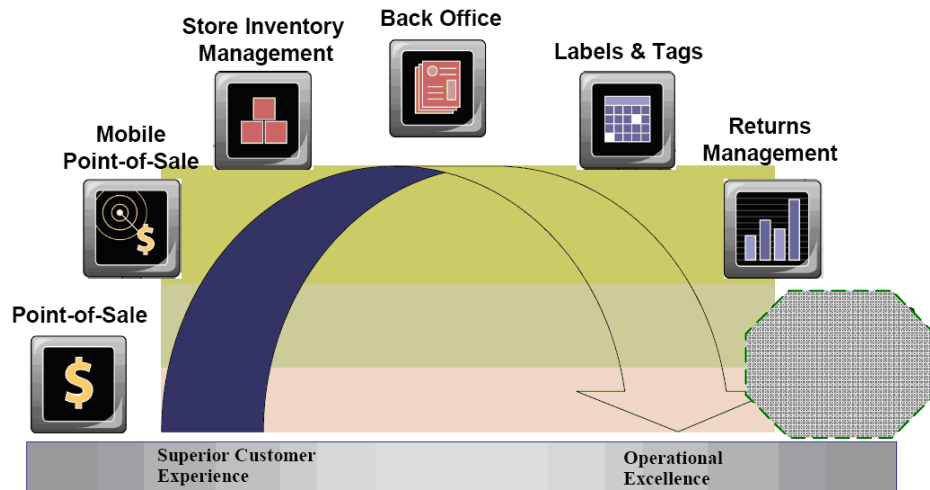 Back Office
Store Inventory
Management
Labels & Tags
Mobile
Point-of-Sale
Returns
Management
Point-of-Sale
$
$
Superior Customer
Experience
Operational
Excellence